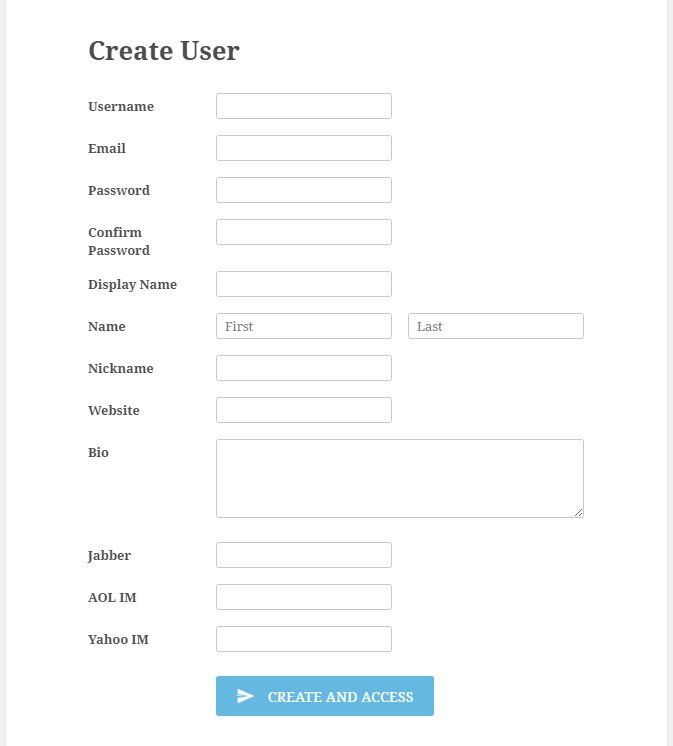 Create User
Username
Email
Password
Confirm
Password
Display Name
Name First Last
Nickname
Website
Bio
Jabber
AOL IM
Yahoo IM
CREATE AND ACCESS